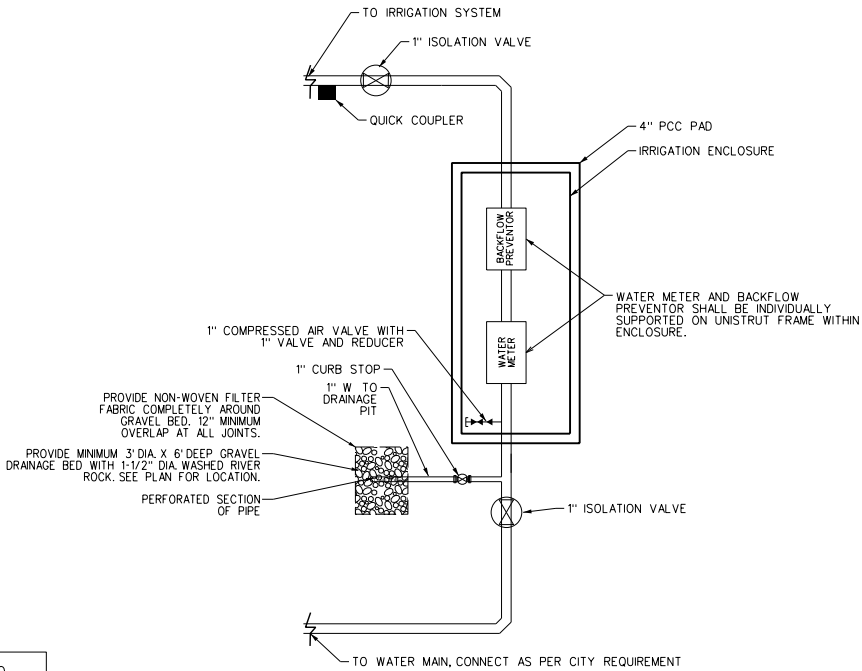 TO IRRIGATION SYSTEM
1" ISOLATION VALVE
QUICK COUPLER
4" PCC PAD
IRRIGATION ENCLOSURE
BACKFLOW
PREVENTOR
WATER METER AND BACKFLOW
PREVENTOR SHALL BE INDIVIDUALLY
SUPPORTED ON UNISTRUT FRAME WITHIN
ENCLOSURE.
WATER
METER
1" COMPRESSED AIR VALVE WITH
1" VALVE AND REDUCER
1" CURB STOP
1" W TO
DRAINAGE
PIT
PROVIDE NON-WOVEN FILTER
FABRIC COMPLETELY AROUND
GRAVEL BED. 12" MINIMUM
OVERLAP AT ALL JOINTS.
PROVIDE MINIMUM 3' DIA. X 6' DEEP GRAVEL
DRAINAGE BED WITH 1-1/2" DIA. WASHED RIVER
ROCK. SEE PLAN FOR LOCATION.
PERFORATED SECTION
OF PIPE
1" ISOLATION VALVE
TO WATER MAIN, CONNECT AS PER CITY REQUIREMENT